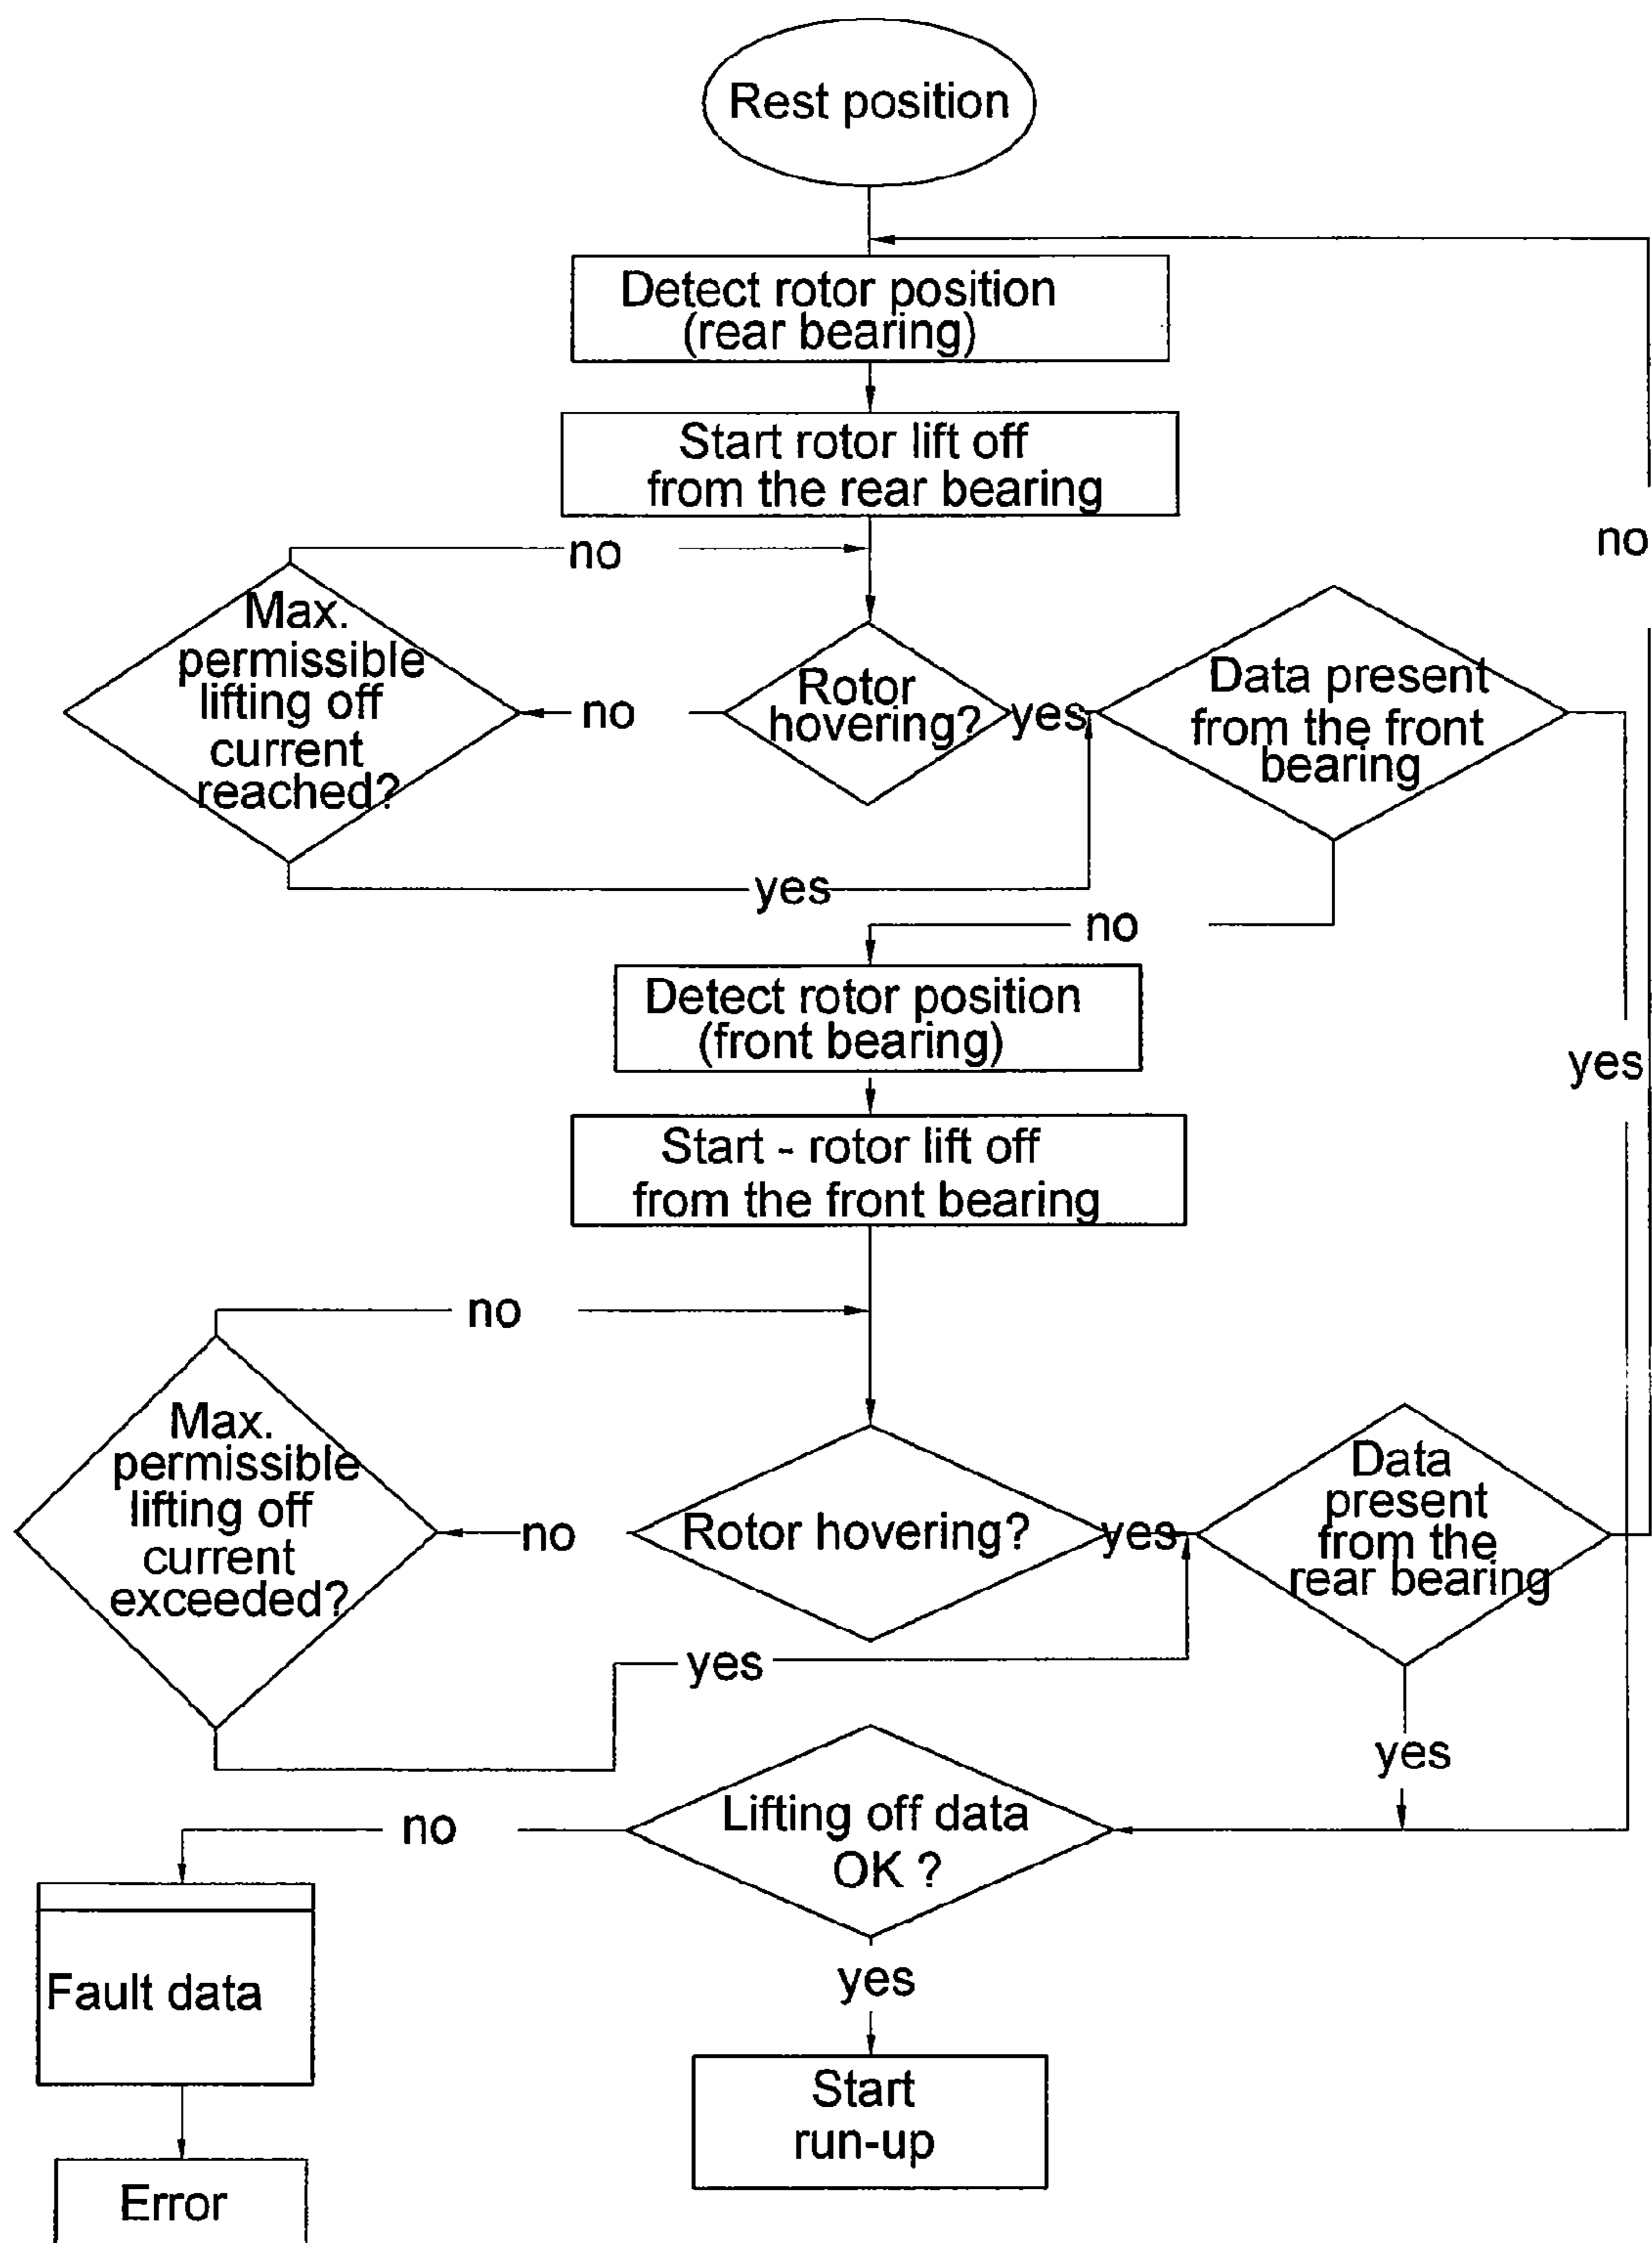 Rest position
Detect rotor position
(rear bearing)
Start rotor lift off
from the rear bearing
no
no
Max.
permissible
lifting off
current
reached?
no
Rotor
hovering?
yes
Data present
from the front
bearing
yes
no
Detect rotor position
(front bearing)
yes
Start - rotor lift off
from the front bearing
no
Max.
permissible
lifting off
current
exceeded?
no
Rotor hovering?
yes
Data
present
from the
rear bearing
yes
yes
no
Lifting off data
OK ?
Fault data
yes
Start
run-up
Error